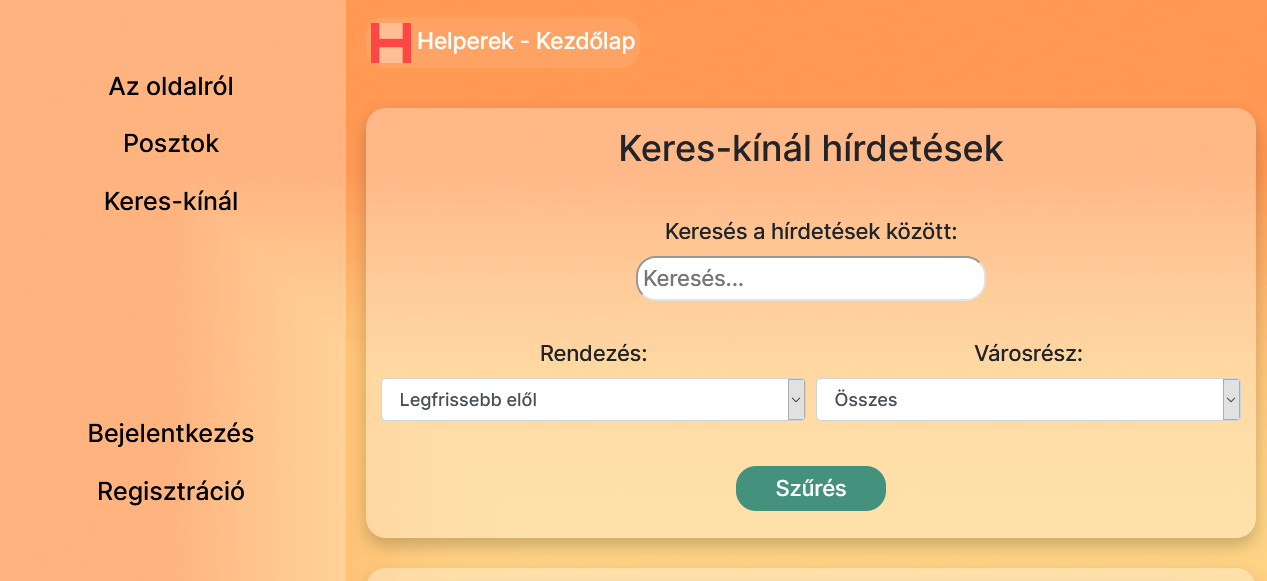 Helperek - Kezdőlap
Az oldalról
Posztok
Keres-kínál
Bejelentkezés
Regisztráció
Keres-kínál hírdetések
Keresés a hírdetések között:
Keresés...
Rendezés:
Legfrissebb elől
Városrész:
Összes
Szűrés